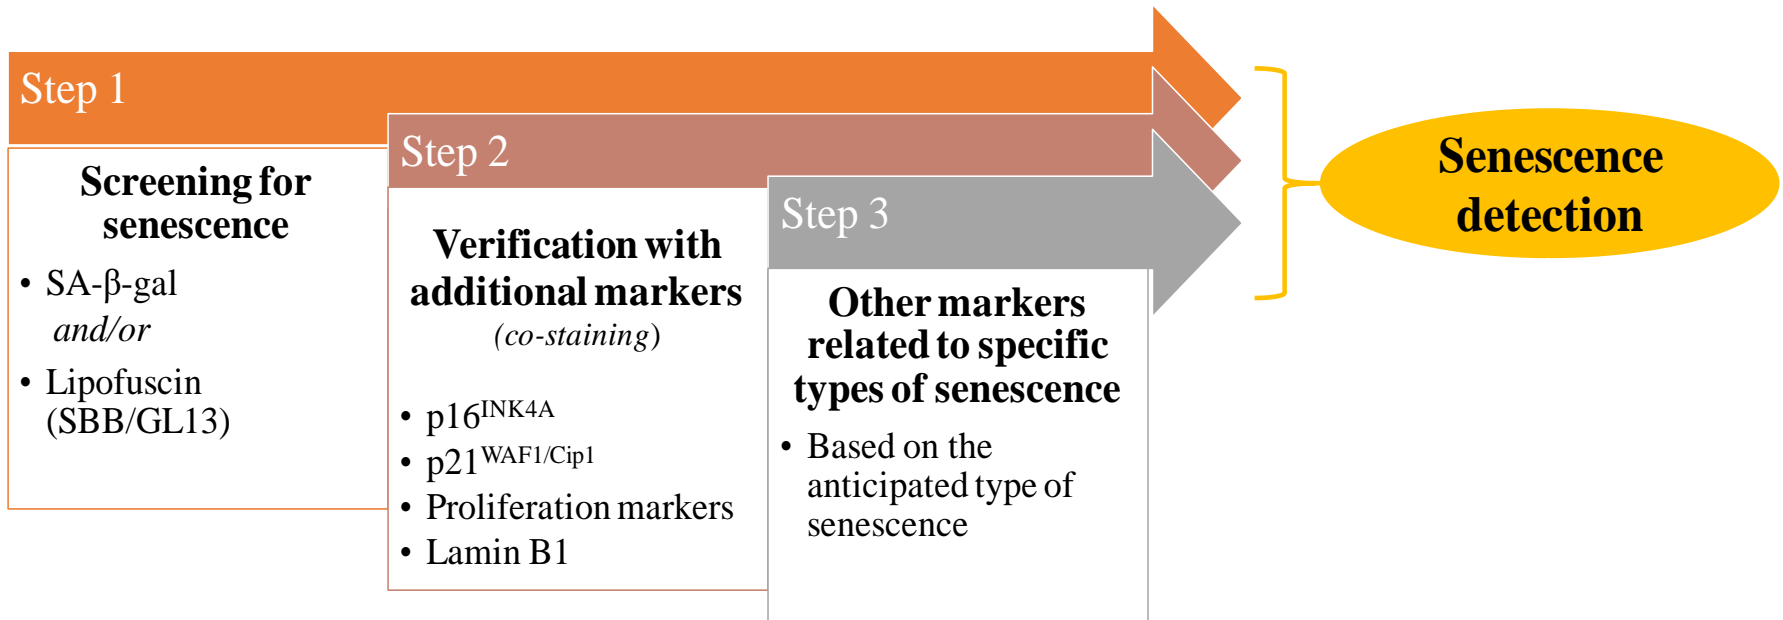 Step 1
Screening for
senescence
• SA-β-gal
and/or
• Lipofuscin
(SBB/GL13)
Step 2
Verification with
additional markers
(co-staining)
• p16INK4A
• p21WAF1/Cip1
• Proliferation markers
• Lamin B1
Step 3
Other markers
related to specific
types of senescence
• Based on the
anticipated type of
senescence
Senescence
detection